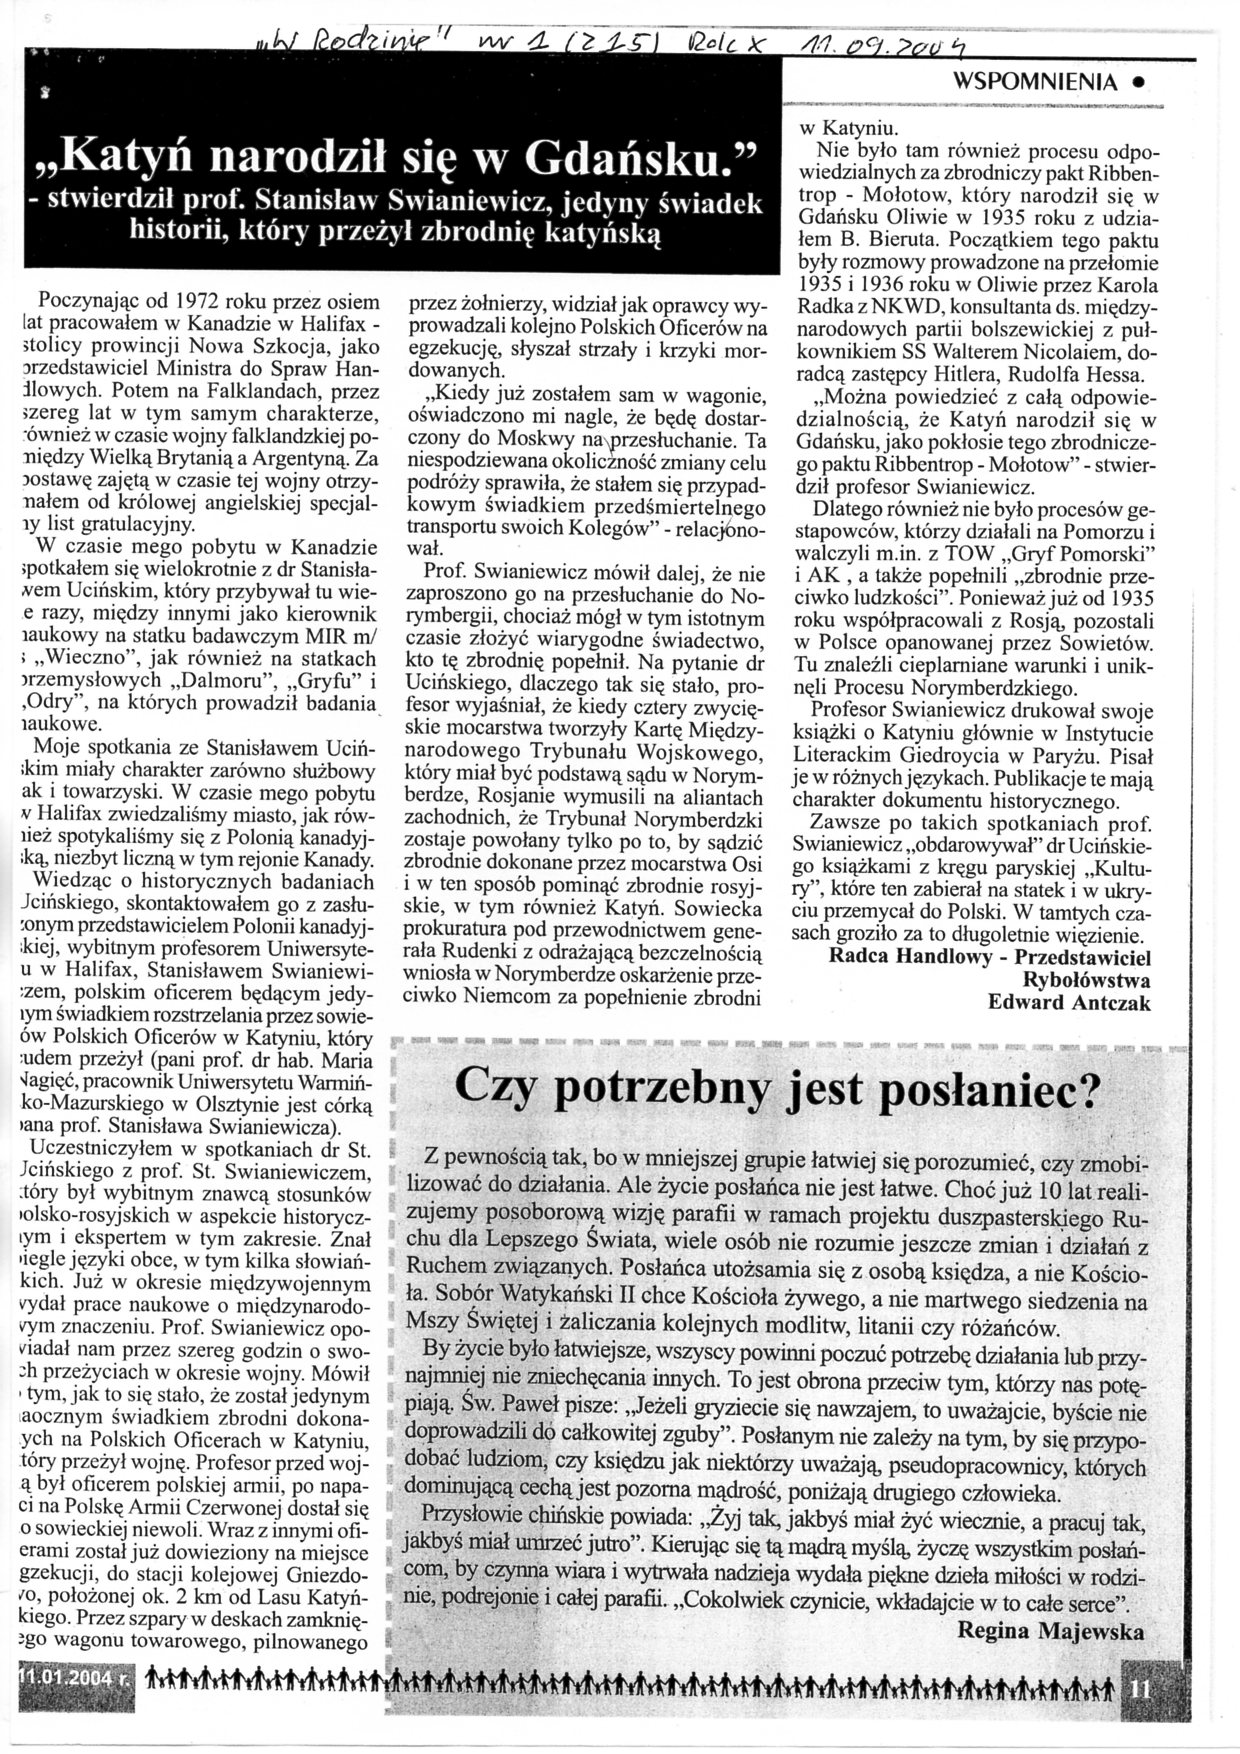 „W Rodzinie" nr 1 (215) Rok X 11.09.2004
WSPOMNIENIA •
„Katyń narodził się w Gdańsku.”
- stwierdził prof. Stanisław Swianiewicz, jedyny świadek
historii, który przeżył zbrodnię katyńską
Poczynając od 1972 roku przez osiem
lat pracowałem w Kanadzie w Halifax -
stolicy prowincji Nowa Szkocja, jako
przedstawiciel Ministra do Spraw Han-
dlowych. Potem na Falklandach, przez
szereg lat w tym samym charakterze,
również w czasie wojny falklandzkiej po-
między Wielką Brytanią a Argentyną. Za
postawę zajętą w czasie tej wojny otrzy-
małem od królowej angielskiej specjal-
ny list gratulacyjny.
W czasie mego pobytu w Kanadzie
spotkałem się wielokrotnie z dr Stanisła-
wem Ucińskim, który przybywał tu wie-
e razy, między innymi jako kierownik
naukowy na statku badawczym MIR m/
s „Wieczno”, jak również na statkach
przemysłowych „Dalmoru”, „Gryfu” i
„Odry”, na których prowadził badania
naukowe.
Moje spotkania ze Stanisławem Uciń-
skim miały charakter zarówno służbowy
ak i towarzyski. W czasie mego pobytu
w Halifax zwiedzaliśmy miasto, jak rów-
nież spotykaliśmy się z Polonią kanadyj-
ską, niezbyt liczną w tym rejonie Kanady.
Wiedząc o historycznych badaniach
Ucińskiego, skontaktowałem go z zasłu-
żonym przedstawicielem Polonii kanadyj-
skiej, wybitnym profesorem Uniwersyte-
u w Halifax, Stanisławem Swianiewi-
czem, polskim oficerem będącym jedy-
nym świadkiem rozstrzelania przez sowie-
ów Polskich Oficerów w Katyniu, który
cudem przeżył (pani prof. dr hab. Maria
Nagięć, pracownik Uniwersytetu Warmiń-
sko-Mazurskiego w Olsztynie jest córką
pana prof. Stanisława Swianiewicza).
Uczestniczyłem w spotkaniach dr St.
Ucińskiego z prof. St. Swianiewiczem,
który był wybitnym znawcą stosunków
polsko-rosyjskich w aspekcie historycz-
nym i ekspertem w tym zakresie. Znał
biegle języki obce, w tym kilka słowiań-
kich. Już w okresie międzywojennym
wydał prace naukowe o międzynarodo-
wym znaczeniu. Prof. Swianiewicz opo-
wiadał nam przez szereg godzin o swo-
ch przeżyciach w okresie wojny. Mówił
tym, jak to się stało, że został jedynym
naocznym świadkiem zbrodni dokona-
ych na Polskich Oficerach w Katyniu,
tóry przeżył wojnę. Profesor przed woj-
ą był oficerem polskiej armii, po napa-
ci na Polskę Armii Czerwonej dostał się
o sowieckiej niewoli. Wraz z innymi ofi-
erami został już dowieziony na miejsce
gzekucji, do stacji kolejowej Gniezdo-
vo, położonej ok. 2 km od Lasu Katyń-
kiego. Przez szpary w deskach zamknię-
ego wagonu towarowego, pilnowanego
przez żołnierzy, widział jak oprawcy wy-
prowadzali kolejno Polskich Oficerów na
egzekucję, słyszał strzały i krzyki mor-
dowanych.
„Kiedy już zostałem sam w wagonie,
oświadczono mi nagle, że będę dostar-
czony do Moskwy na przesłuchanie. Ta
niespodziewana okoliczność zmiany celu
podróży sprawiła, że stałem się przypad-
kowym świadkiem przedśmiertelnego
transportu swoich Kolegów” - relacjono-
wał.
Prof. Swianiewicz mówił dalej, że nie
zaproszono go na przesłuchanie do No-
rymbergii, chociaż mógł w tym istotnym
czasie złożyć wiarygodne świadectwo,
kto tę zbrodnię popełnił. Na pytanie dr
Ucińskiego, dlaczego tak się stało, pro-
fesor wyjaśniał, że kiedy cztery zwycię-
skie mocarstwa tworzyły Kartę Między-
narodowego Trybunału Wojskowego,
który miał być podstawą sądu w Norym-
berdze, Rosjanie wymusili na aliantach
zachodnich, że Trybunał Norymberdzki
zostaje powołany tylko po to, by sądzić
zbrodnie dokonane przez mocarstwa Osi
i w ten sposób pominąć zbrodnie rosyj-
skie, w tym również Katyń. Sowiecka
prokuratura pod przewodnictwem gene-
rała Rudenki z odrażającą bezczelnością
wniosła w Norymberdze oskarżenie prze-
ciwko Niemcom za popełnienie zbrodni
w Katyniu.
Nie było tam również procesu odpo-
wiedzialnych za zbrodniczy pakt Ribben-
trop - Mołotow, który narodził się w
Gdańsku Oliwie w 1935 roku z udzia-
łem B. Bieruta. Początkiem tego paktu
były rozmowy prowadzone na przełomie
1935 i 1936 roku w Oliwie przez Karola
Radka z NKWD, konsultanta ds. między-
narodowych partii bolszewickiej z puł-
kownikiem SS Walterem Nicolaiem, do-
radcą zastępcy Hitlera, Rudolfa Hessa.
„Można powiedzieć z całą odpowie-
dzialnością, że Katyń narodził się w
Gdańsku, jako pokłosie tego zbrodnicze-
go paktu Ribbentrop - Mołotow” - stwier-
dził profesor Swianiewicz.
Dlatego również nie było procesów ge-
stapowców, którzy działali na Pomorzu i
walczyli m.in. z TOW „Gryf Pomorski”
i AK , a także popełnili „zbrodnie prze-
ciwko ludzkości”. Ponieważ już od 1935
roku współpracowali z Rosją, pozostali
w Polsce opanowanej przez Sowietów.
Tu znaleźli cieplarniane warunki i unik-
nęli Procesu Norymberdzkiego.
Profesor Swianiewicz drukował swoje
książki o Katyniu głównie w Instytucie
Literackim Giedroycia w Paryżu. Pisał
je w różnych językach. Publikacje te mają
charakter dokumentu historycznego.
Zawsze po takich spotkaniach prof.
Swianiewicz „obdarowywał” dr Ucińskie-
go książkami z kręgu paryskiej „Kultu-
ry”, które ten zabierał na statek i w ukry-
ciu przemycał do Polski. W tamtych cza-
sach groziło za to długoletnie więzienie.
Radca Handlowy - Przedstawiciel
Rybołówstwa
Edward Antczak
Czy potrzebny jest posłaniec?
Z pewnością tak, bo w mniejszej grupie łatwiej się porozumieć, czy zmobi-
lizować do działania. Ale życie posłańca nie jest łatwe. Choć już 10 lat reali-
zujemy posoborową wizję parafii w ramach projektu duszpasterskiego Ru-
chu dla Lepszego Świata, wiele osób nie rozumie jeszcze zmian i działań z
Ruchem związanych. Posłańca utożsamia się z osobą księdza, a nie Kościo-
ła. Sobór Watykański II chce Kościoła żywego, a nie martwego siedzenia na
Mszy Świętej i zaliczania kolejnych modlitw, litanii czy różańców.
By życie było łatwiejsze, wszyscy powinni poczuć potrzebę działania lub przy-
najmniej nie zniechęcania innych. To jest obrona przeciw tym, którzy nas potę-
piają. Św. Paweł pisze: „Jeżeli gryziecie się nawzajem, to uważajcie, byście nie
doprowadzili do całkowitej zguby”. Posłanym nie zależy na tym, by się przypo-
dobać ludziom, czy księdzu jak niektórzy uważają, pseudopracownicy, których
dominującą cechą jest pozorna mądrość, poniżają drugiego człowieka.
Przysłowie chińskie powiada: „Żyj tak, jakbyś miał żyć wiecznie, a pracuj tak,
jakbyś miał umrzeć jutro”. Kierując się tą mądrą myślą, życzę wszystkim posłań-
com, by czynna wiara i wytrwała nadzieja wydała piękne dzieła miłości w rodzi-
nie, podrejonie i całej parafii. „Cokolwiek czynicie, wkładajcie w to całe serce”.
Regina Majewska
11.01.2004 r.
11